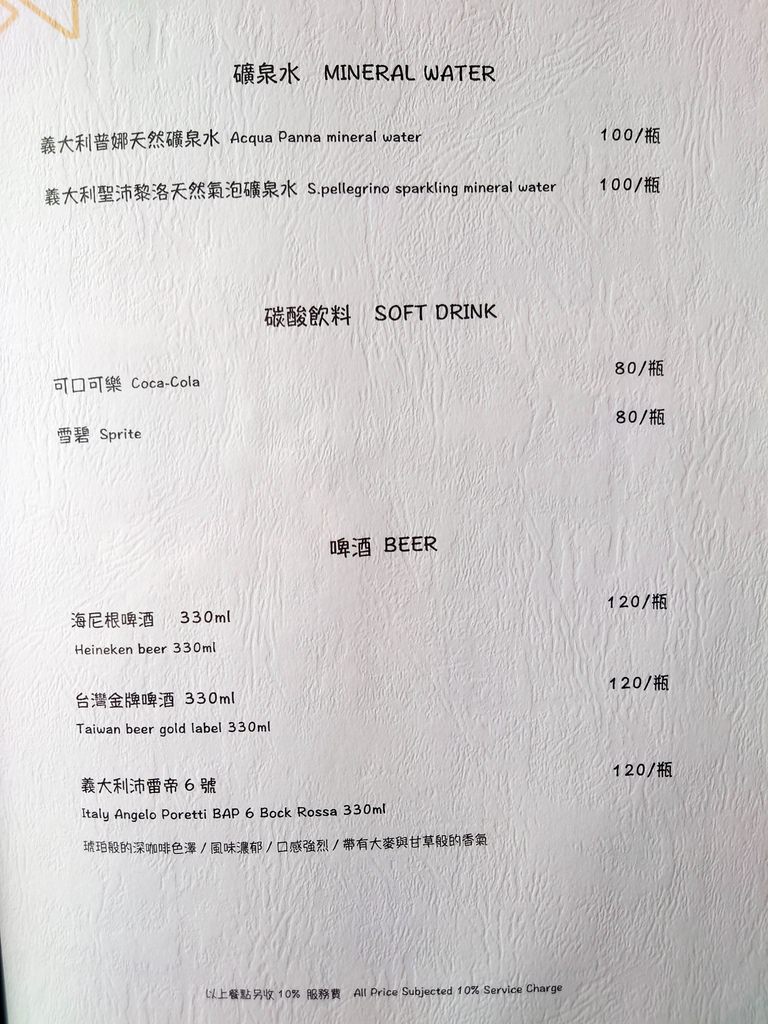 礦泉水 MINERAL WATER
義大利普娜天然礦泉水 Acqua Panna mineral water 100/瓶
義大利聖沛黎洛天然氣泡礦泉水 S.pellegrino sparkling mineral water 100/瓶
碳酸飲料 SOFT DRINK
可口可樂 Coca-Cola 80/瓶
雪碧 Sprite 80/瓶
啤酒 BEER
海尼根啤酒 330ml 120/瓶
Heineken beer 330ml
台灣金牌啤酒 330ml 120/瓶
Taiwan beer gold label 330ml
義大利沛雷帝 6 號 120/瓶
Italy Angelo Poretti BAP 6 Bock Rossa 330ml
琥珀般的深咖啡色澤 / 風味濃郁 / 口感強烈 / 帶有大麥與甘草般的香氣
以上餐點另收 10% 服務費 All Price Subjected 10% Service Charge